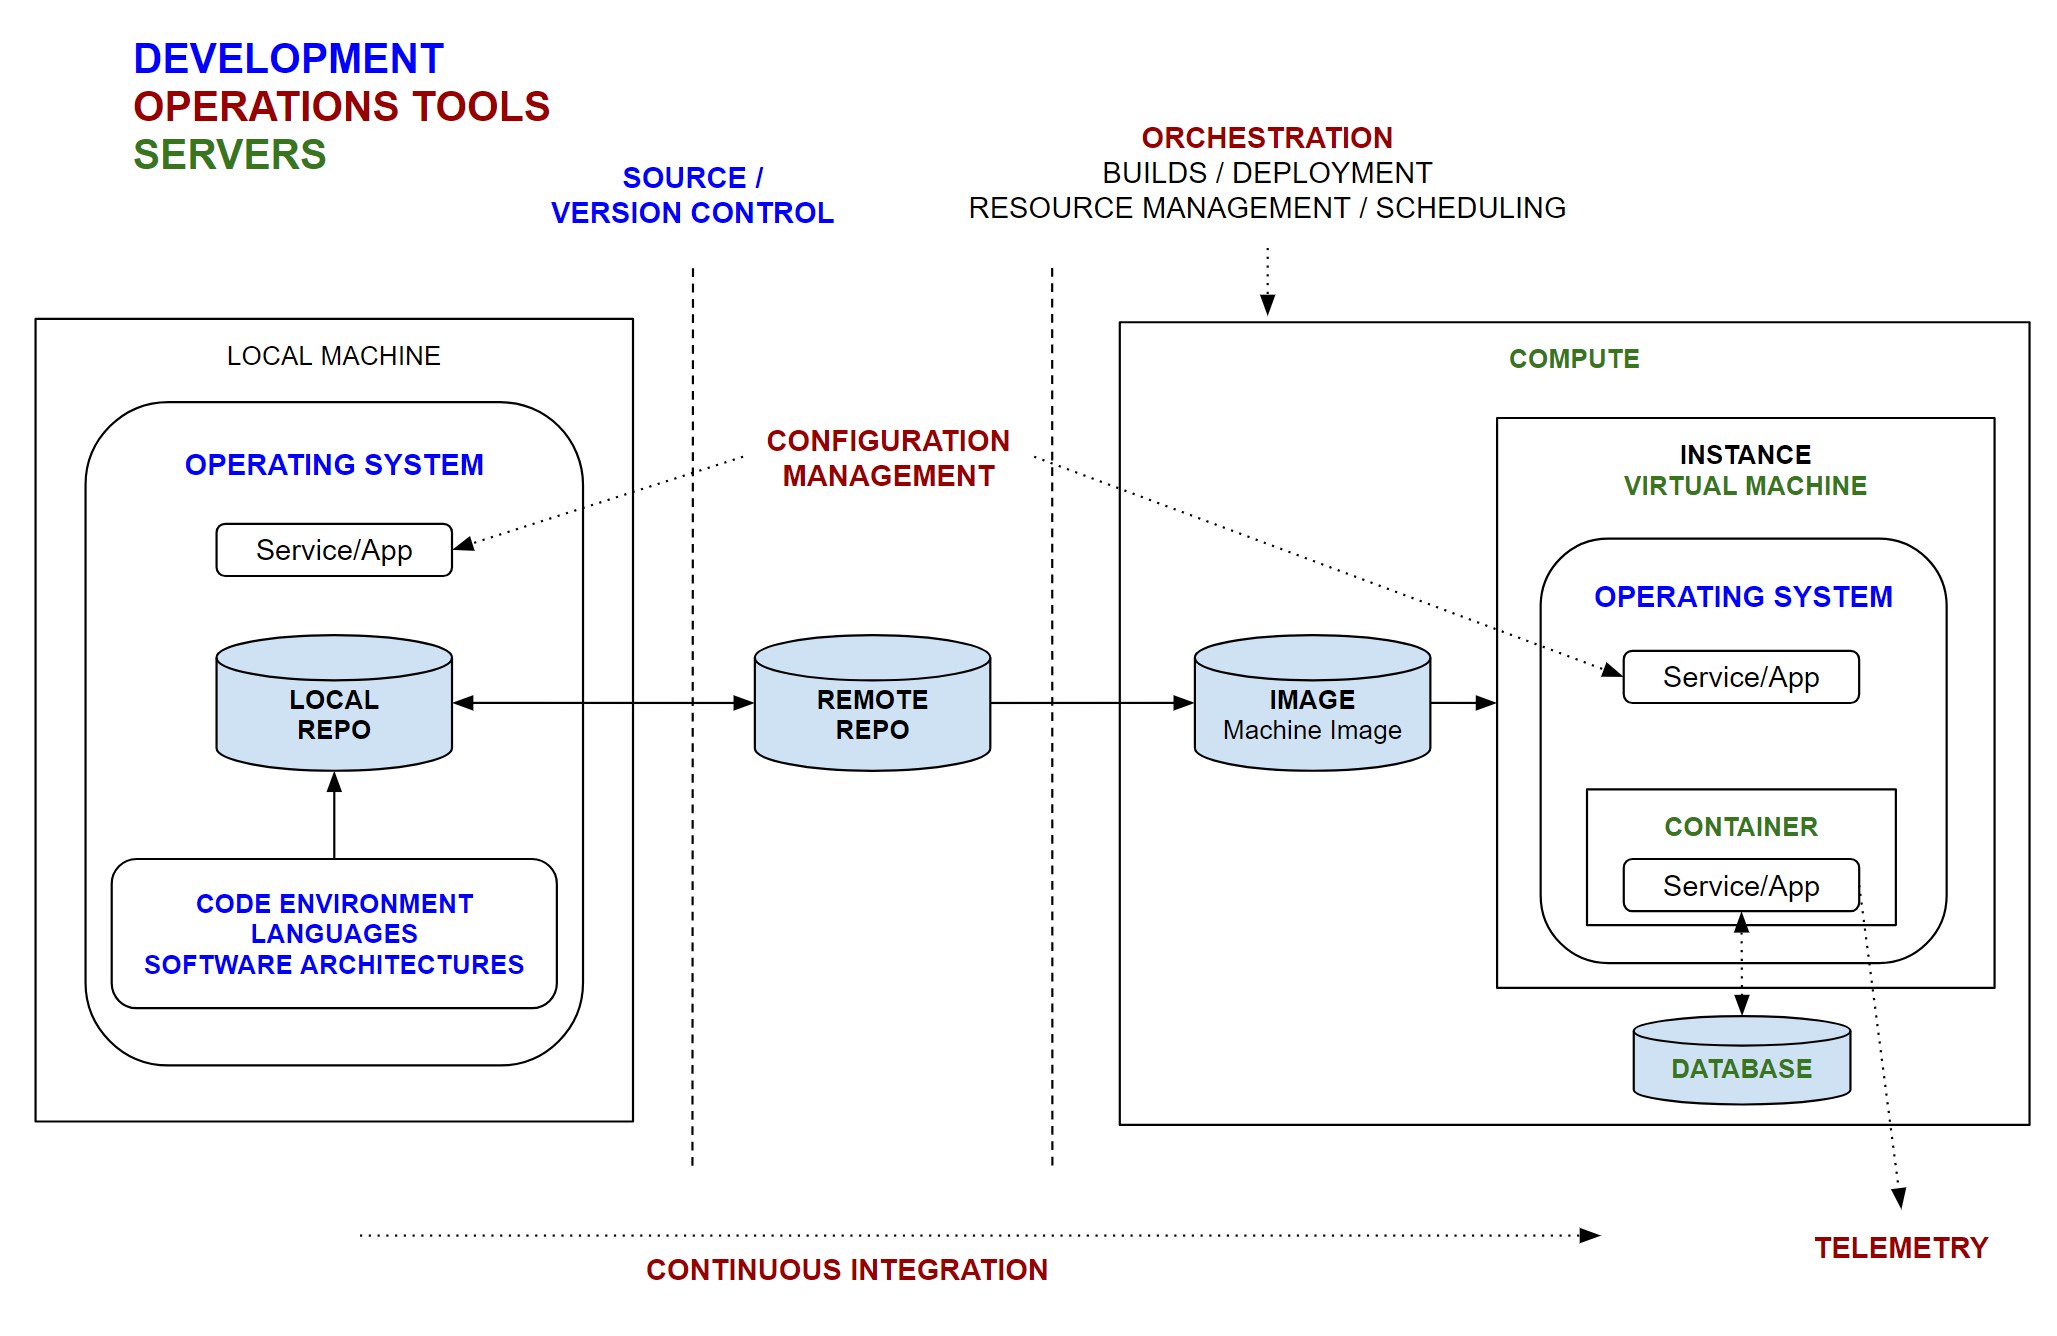 DEVELOPMENT
OPERATIONS TOOLS
SERVERS
SOURCE /
VERSION CONTROL
ORCHESTRATION
BUILDS / DEPLOYMENT
RESOURCE MANAGEMENT / SCHEDULING
LOCAL MACHINE
OPERATING SYSTEM
Service/App
LOCAL
REPO
CODE ENVIRONMENT
LANGUAGES
SOFTWARE ARCHITECTURES
CONFIGURATION
MANAGEMENT
REMOTE
REPO
COMPUTE
IMAGE
Machine Image
INSTANCE
VIRTUAL MACHINE
OPERATING SYSTEM
Service/App
CONTAINER
Service/App
DATABASE
CONTINUOUS INTEGRATION
TELEMETRY